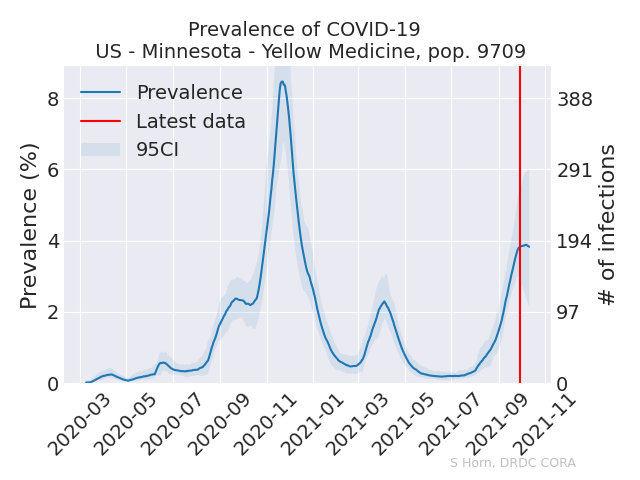 Prevalence of COVID-19
US - Minnesota - Yellow Medicine, pop. 9709
Prevalence
Latest data
95CI
Prevalence (%)
8
6
4
2
0
# of infections
388
291
194
97
0
2020-03
2020-05
2020-07
2020-09
2020-11
2021-01
2021-03
2021-05
2021-07
2021-09
2021-11
S Horn, DRDC CORA